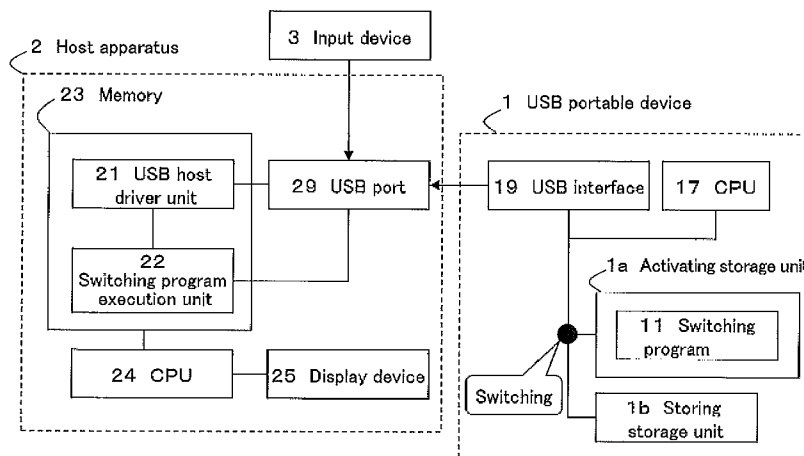 3 Input device
2 Host apparatus
23 Memory
1 USB portable device
21 USB host
driver unit
29 USB port
19 USB interface
17 CPU
22
Switching program
execution unit
1a Activating storage unit
11 Switching
program
24 CPU
25 Display device
Switching
1b Storing
storage unit